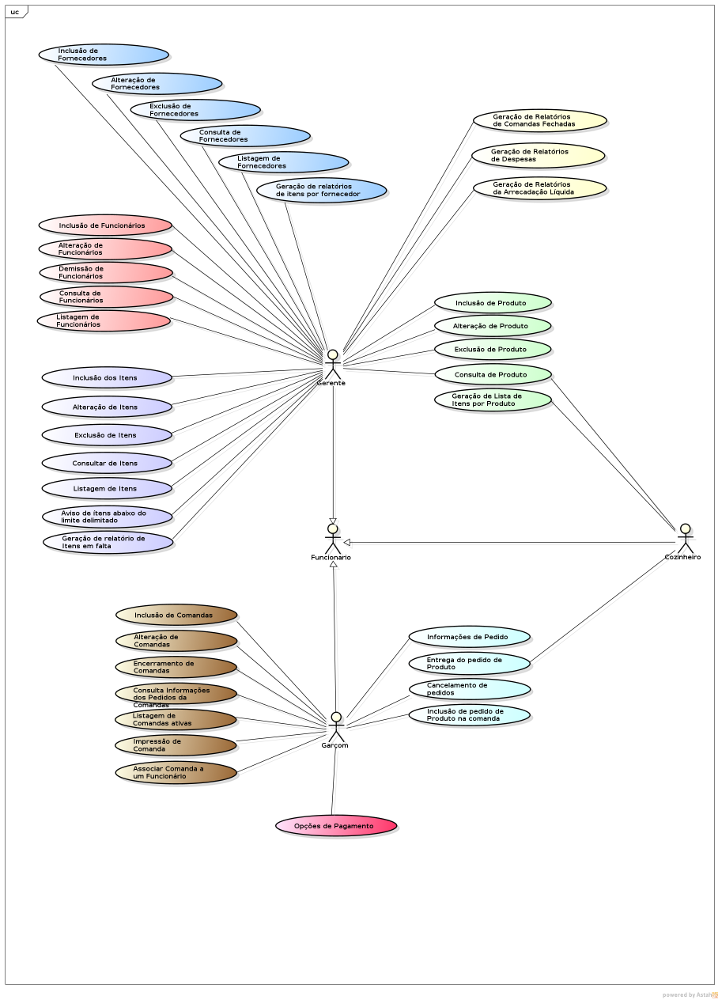 uc
Inclusão de
Fornecedores
Alteração de
Fornecedores
Exclusão de
Fornecedores
Consulta de
Fornecedores
Listagem de
Fornecedores
Geração de relatórios
de itens por fornecedor
Geração de Relatórios
de Comandas Fechadas
Geração de Relatórios
de Despesas
Geração de Relatórios
da Arrecadação Líquida
Inclusão de Funcionários
Alteração de
Funcionários
Demissão de
Funcionários
Consulta de
Funcionários
Listagem de
Funcionários
Inclusão de Produto
Alteração de Produto
Exclusão de Produto
Consulta de Produto
Geração de Lista de
Itens por Produto
Gerente
Inclusão dos Itens
Alteração de Itens
Exclusão de Itens
Consultar de Itens
Listagem de Itens
Aviso de ítens abaixo do
limite delimitado
Geração de relatório de
Itens em falta
Funcionario
Cozinheiro
Inclusão de Comandas
Alteração de
Comandas
Encerramento de
Comandas
Consulta Informações
dos Pedidos da
Comandas
Listagem de
Comandas ativas
Impressão de
Comanda
Associar Comanda a
um Funcionário
Informações de Pedido
Entrega do pedido de
Produto
Cancelamento de
pedidos
Inclusão de pedido de
Produto na comanda
Garçom
Opções de Pagamento
powered by Astah